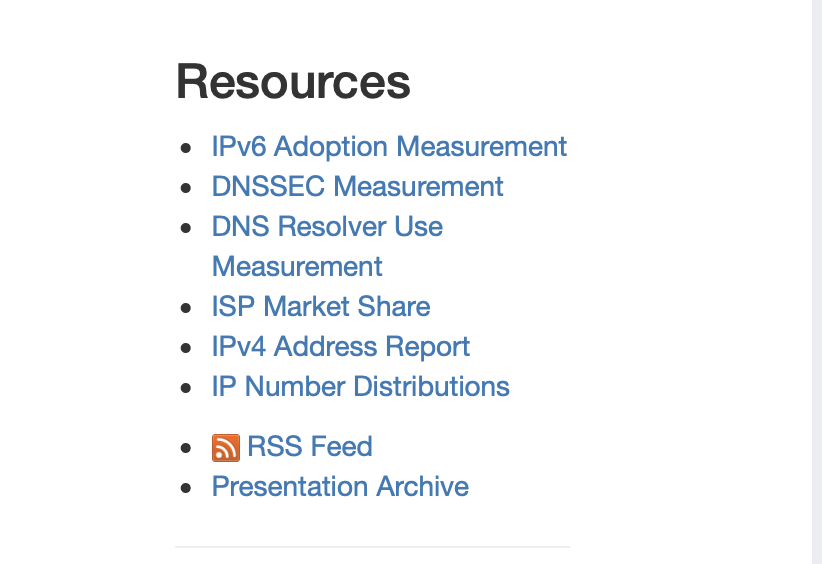 Resources
IPv6 Adoption Measurement
DNSSEC Measurement
DNS Resolver Use
Measurement
ISP Market Share
IPv4 Address Report
IP Number Distributions
RSS Feed
Presentation Archive